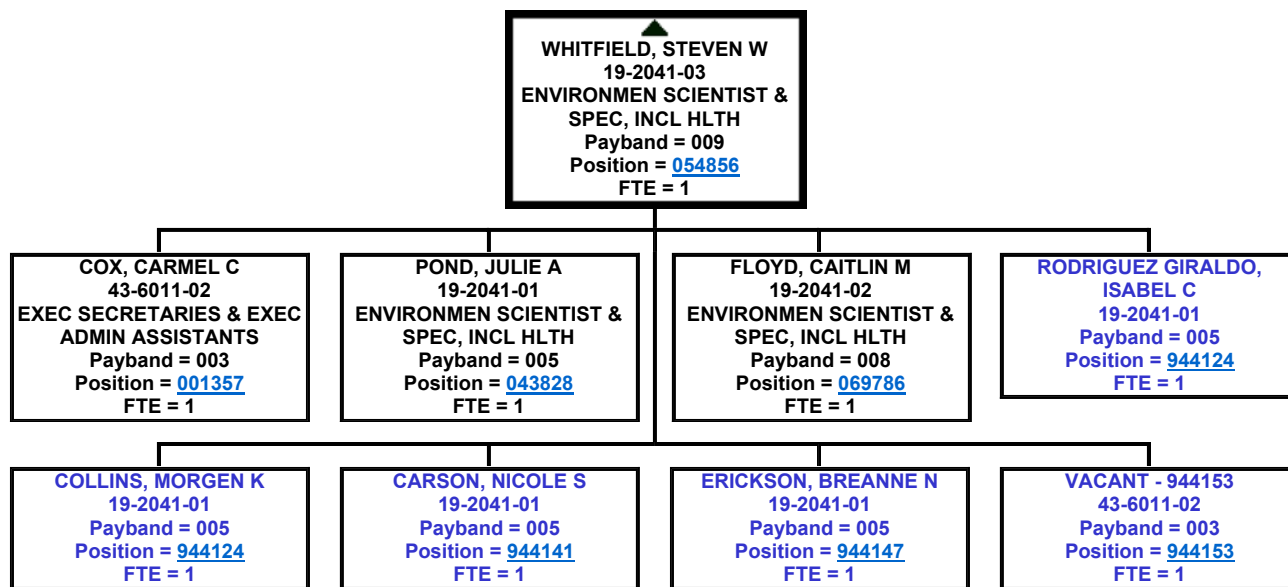 WHITFIELD, STEVEN W
19-2041-03
ENVIRONMEN SCIENTIST &
SPEC, INCL HLTH
Payband = 009
Position = 054856
FTE = 1
COX, CARMEL C
43-6011-02
EXEC SECRETARIES & EXEC
ADMIN ASSISTANTS
Payband = 003
Position = 001357
FTE = 1
POND, JULIE A
19-2041-01
ENVIRONMEN SCIENTIST &
SPEC, INCL HLTH
Payband = 005
Position = 043828
FTE = 1
FLOYD, CAITLIN M
19-2041-02
ENVIRONMEN SCIENTIST &
SPEC, INCL HLTH
Payband = 008
Position = 069786
FTE = 1
RODRIGUEZ GIRALDO,
ISABEL C
19-2041-01
Payband = 005
Position = 944124
FTE = 1
COLLINS, MORGEN K
19-2041-01
Payband = 005
Position = 944124
FTE = 1
CARSON, NICOLE S
19-2041-01
Payband = 005
Position = 944141
FTE = 1
ERICKSON, BREANNE N
19-2041-01
Payband = 005
Position = 944147
FTE = 1
VACANT - 944153
43-6011-02
Payband = 003
Position = 944153
FTE = 1